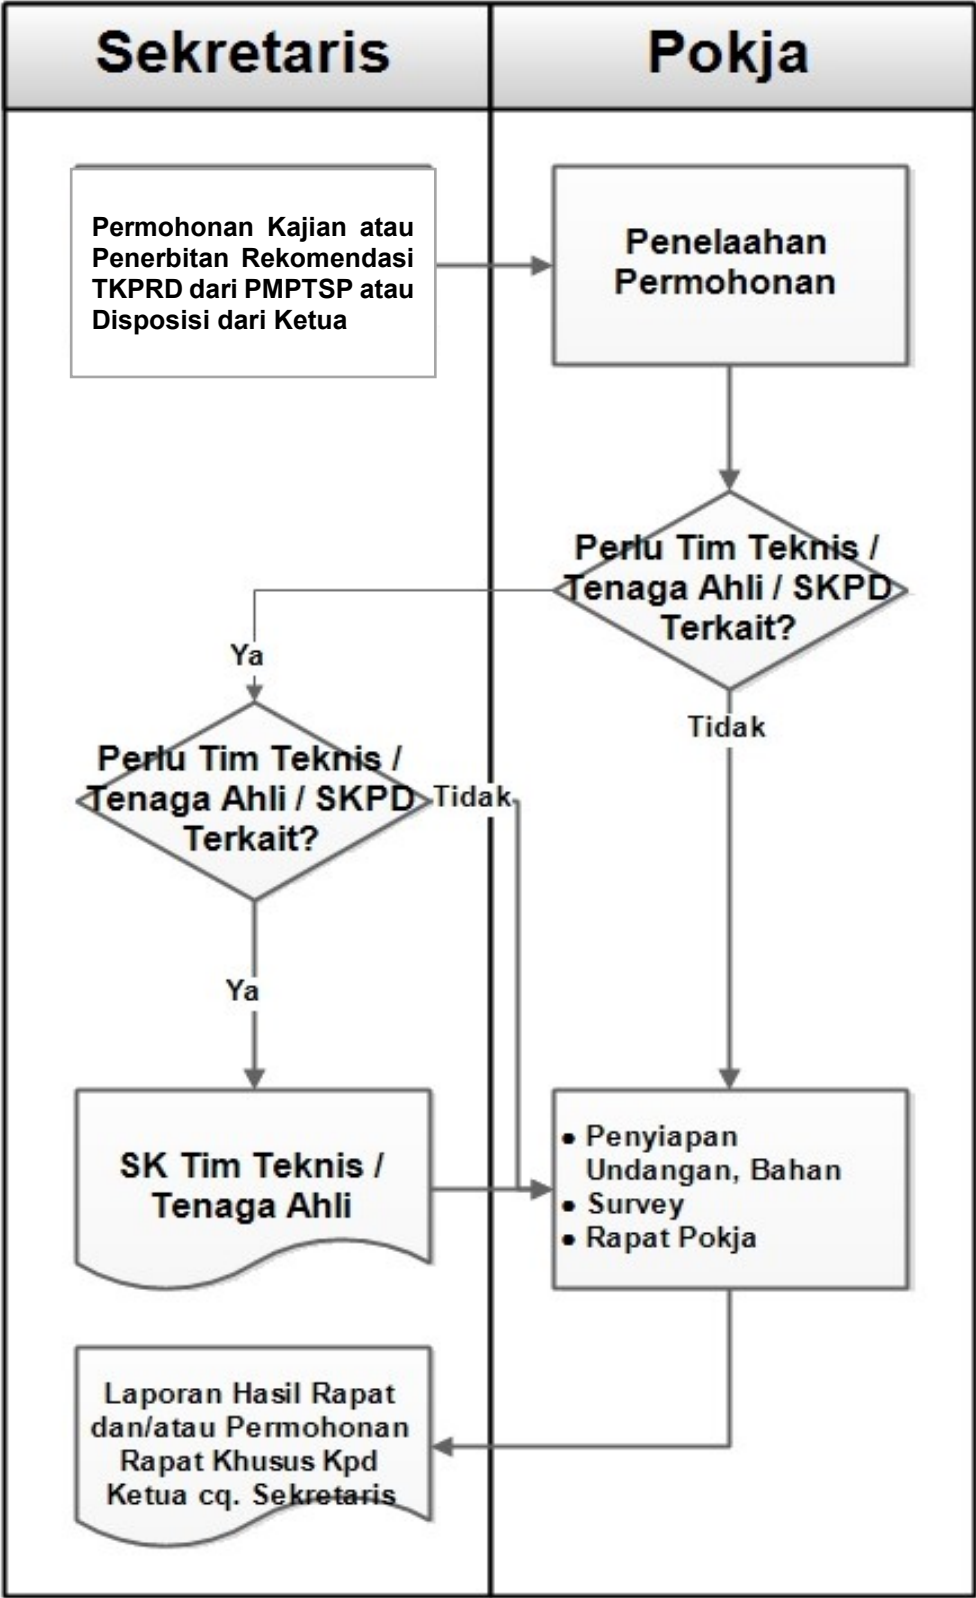 Sekretaris
Pokja
Permohonan Kajian atau
Penerbitan Rekomendasi
TKPRD dari PMPTSP atau
Disposisi dari Ketua
Penelaahan
Permohonan
Perlu Tim Teknis /
Tenaga Ahli / SKPD
Terkait?
Ya
Tidak
Perlu Tim Teknis /
Tenaga Ahli / SKPD
Terkait?
Tidak
Ya
SK Tim Teknis /
Tenaga Ahli
● Penyiapan
Undangan, Bahan
● Survey
● Rapat Pokja
Laporan Hasil Rapat
dan/atau Permohonan
Rapat Khusus Kpd
Ketua cq. Sekretaris